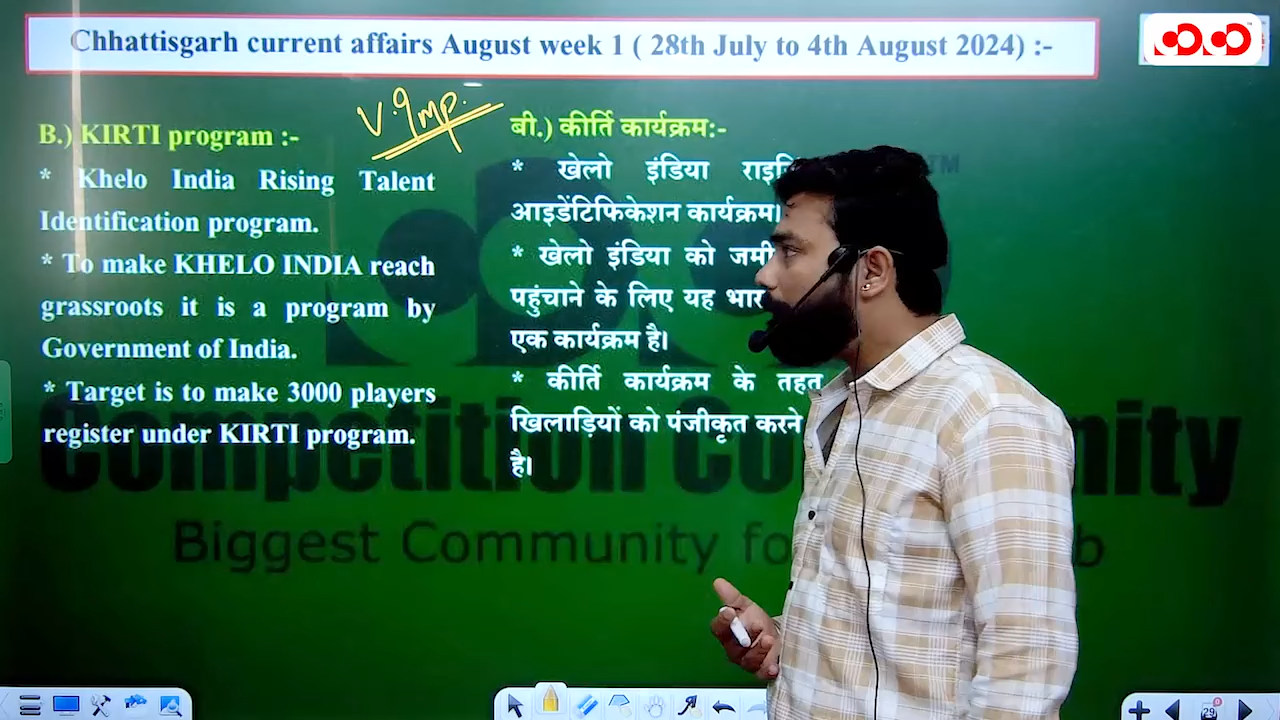 Chhattisgarh current affairs August week 1 ( 28th July to 4th August 2024) :-
V. Imp.
B.) KIRTI program :-
* Khelo India Rising Talent
Identification program.
* To make KHELO INDIA reach
grassroots it is a program by
Government of India.
* Target is to make 3000 players
register under KIRTI program.
बी.) कीर्ति कार्यक्रम:-
* खेलो इंडिया
आइडेंटिफिकेशन कार्यक्रम।
* खेलो इंडिया को
पहुंचाने के लिए यह
एक कार्यक्रम है।
* कीर्ति कार्यक्रम के तहत
खिलाड़ियों को पंजीकृत करने
है।
Competition
Biggest Community
29